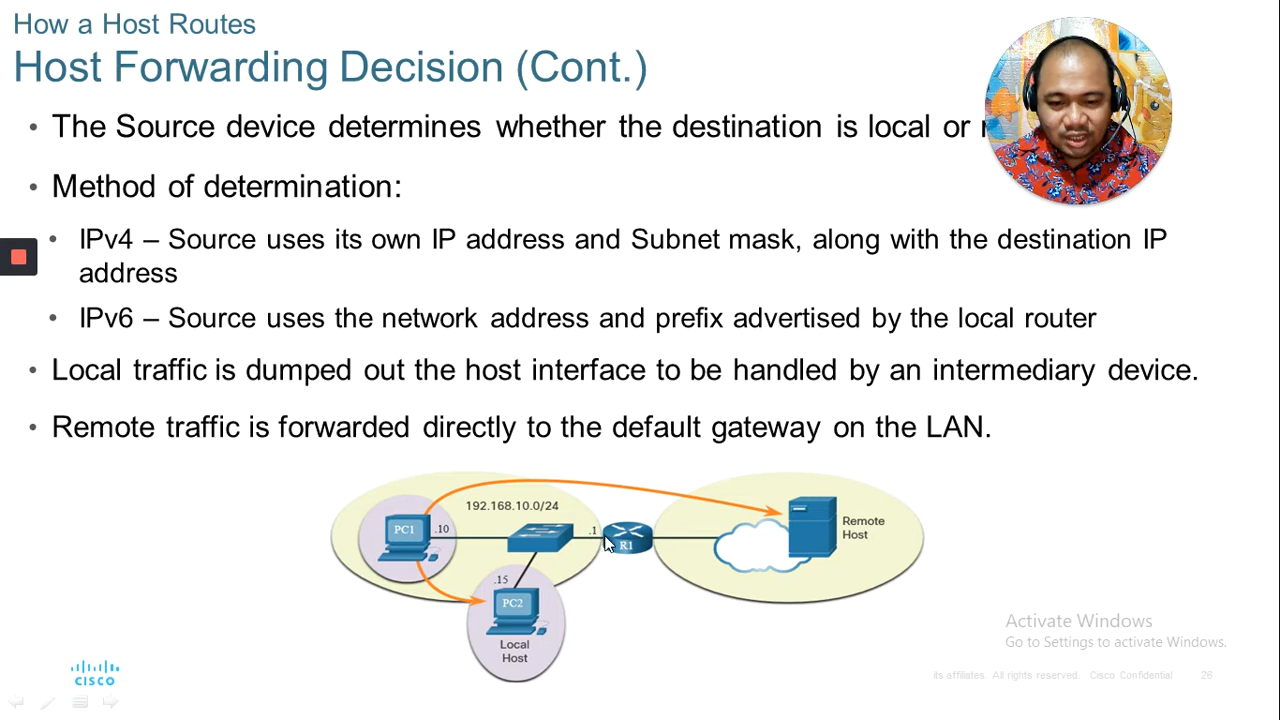 How a Host Routes
Host Forwarding Decision (Cont.)
• The Source device determines whether the destination is local or
• Method of determination:
• IPv4 – Source uses its own IP address and Subnet mask, along with the destination IP
address
• IPv6 – Source uses the network address and prefix advertised by the local router
• Local traffic is dumped out the host interface to be handled by an intermediary device.
• Remote traffic is forwarded directly to the default gateway on the LAN.
192.168.10.0/24
PC1
.10
.1
R1
Remote
Host
.15
PC2
Local
Host
Activate Windows
Go to Settings to activate Windows.
CISCO
its affiliates. All rights reserved. Cisco Confidential 26